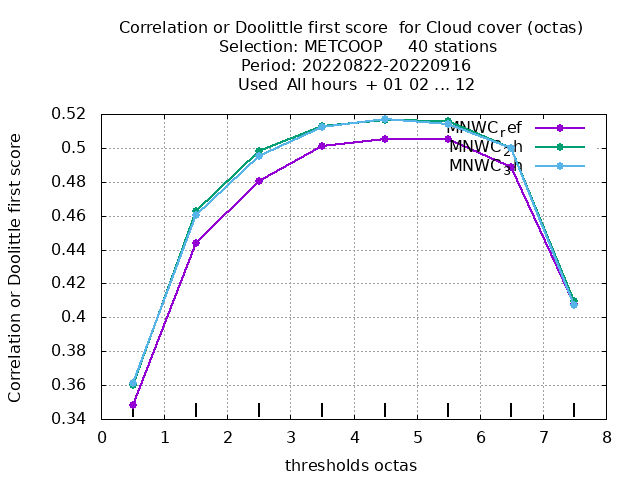 Correlation or Doolittle first score  for Cloud cover (octas)
Selection: METCOOP     40 stations
Period: 20220822-20220916
Used  All hours  + 01 02 ... 12
Correlation or Doolittle first score
0.52
0.5
0.48
0.46
0.44
0.42
0.4
0.38
0.36
0.34
MNWC_ref
MNWC_2h
MNWC_3h
0 1 2 3 4 5 6 7 8
thresholds octas